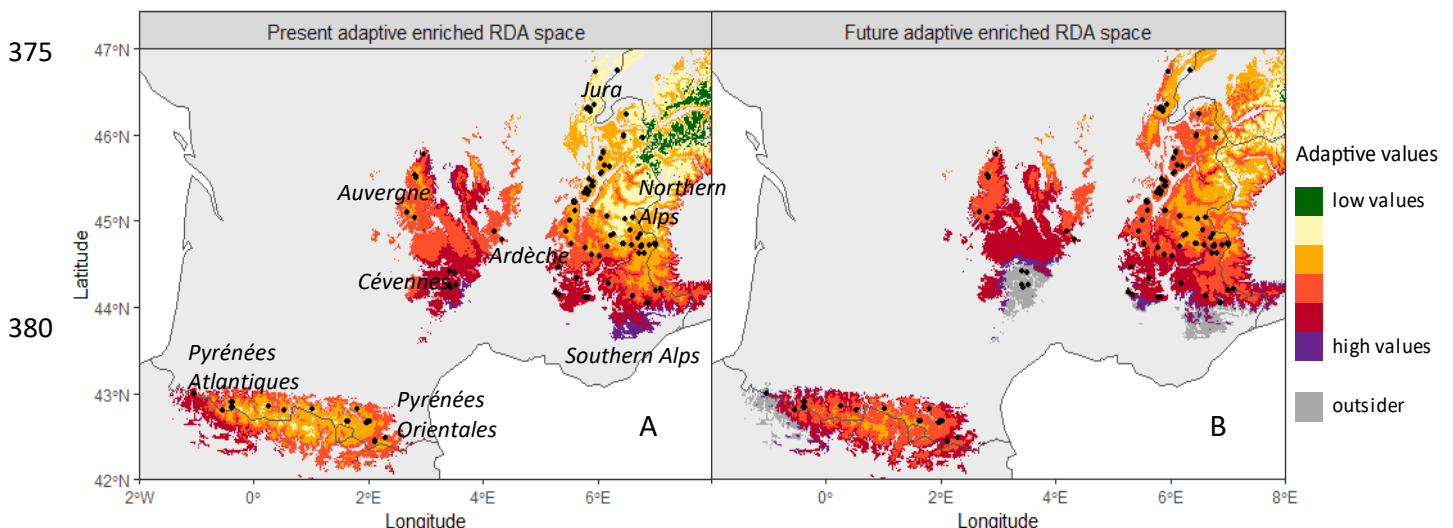 Present adaptive enriched RDA space
Future adaptive enriched RDA space
375
47°N
46°N
45°N
44°N
43°N
42°N
380
Latitude
Jura
Auvergne
Northern
Alps
Ardèche
Cévennes
Southern Alps
Pyrénées
Atlantiques
Pyrénées
Orientales
A
B
2°W
0°
2°E
4°E
6°E
Longitude
0°
2°E
4°E
6°E
8°E
Longitude
Adaptive values
low values
high values
outsider